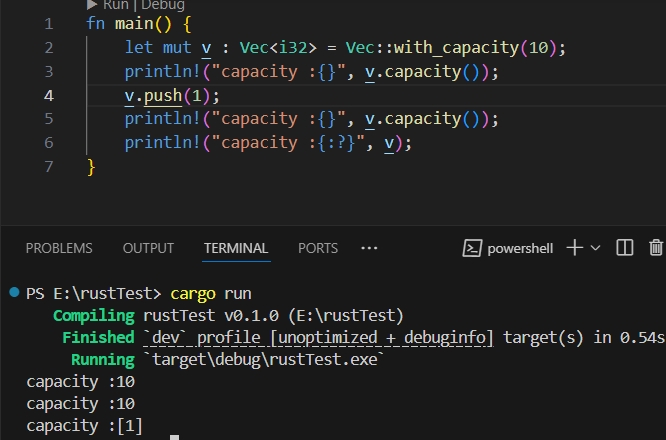 ▶ Run | Debug
1 fn main() {
2     let mut v : Vec<i32> = Vec::with_capacity(10);
3     println!("capacity :{}", v.capacity());
4     v.push(1);
5     println!("capacity :{}", v.capacity());
6     println!("capacity :{:?}", v);
7 }
PROBLEMS OUTPUT TERMINAL PORTS ··· powershell
PS E:\rustTest> cargo run
   Compiling rustTest v0.1.0 (E:\rustTest)
    Finished `dev` profile [unoptimized + debuginfo] target(s) in 0.54s
     Running `target\debug\rustTest.exe`
capacity :10
capacity :10
capacity :[1]